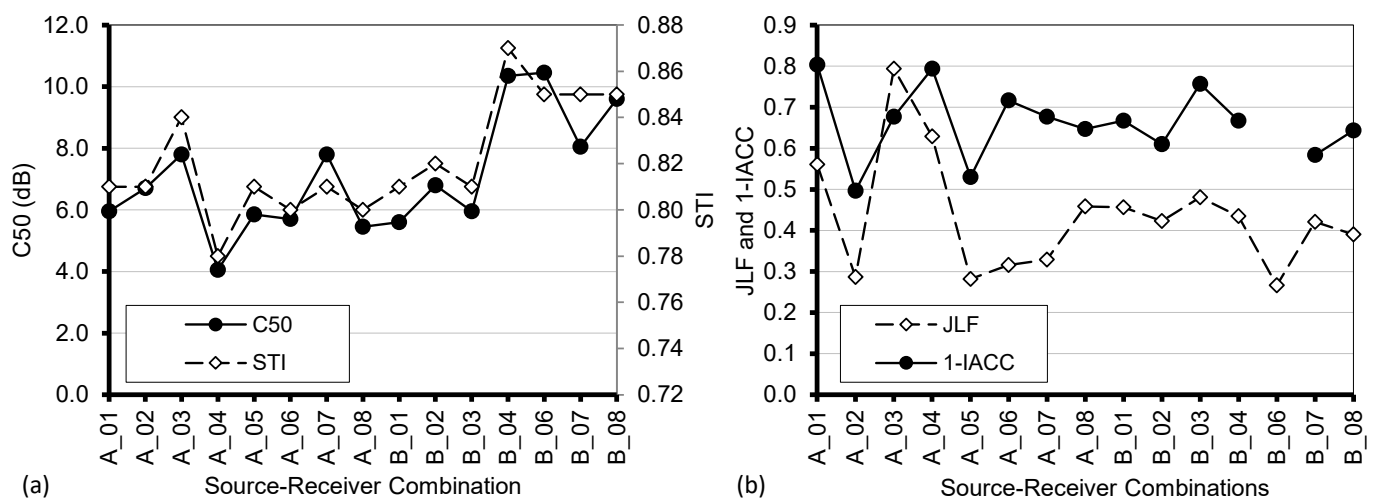 12.0
10.0
8.0
6.0
4.0
2.0
0.0
C50 (dB)
0.88
0.86
0.84
0.82
0.80
0.78
0.76
0.74
0.72
STI
C50
STI
A_01
A_02
A_03
A_04
A_05
A_06
A_07
A_08
B_01
B_02
B_03
B_04
B_06
B_07
B_08
(a)
Source-Receiver Combination
0.9
0.8
0.7
0.6
0.5
0.4
0.3
0.2
0.1
0.0
JLF and 1-IACC
JLF
1-IACC
A_01
A_02
A_03
A_04
A_05
A_06
A_07
A_08
B_01
B_02
B_03
B_04
B_06
B_07
B_08
(b)
Source-Receiver Combinations